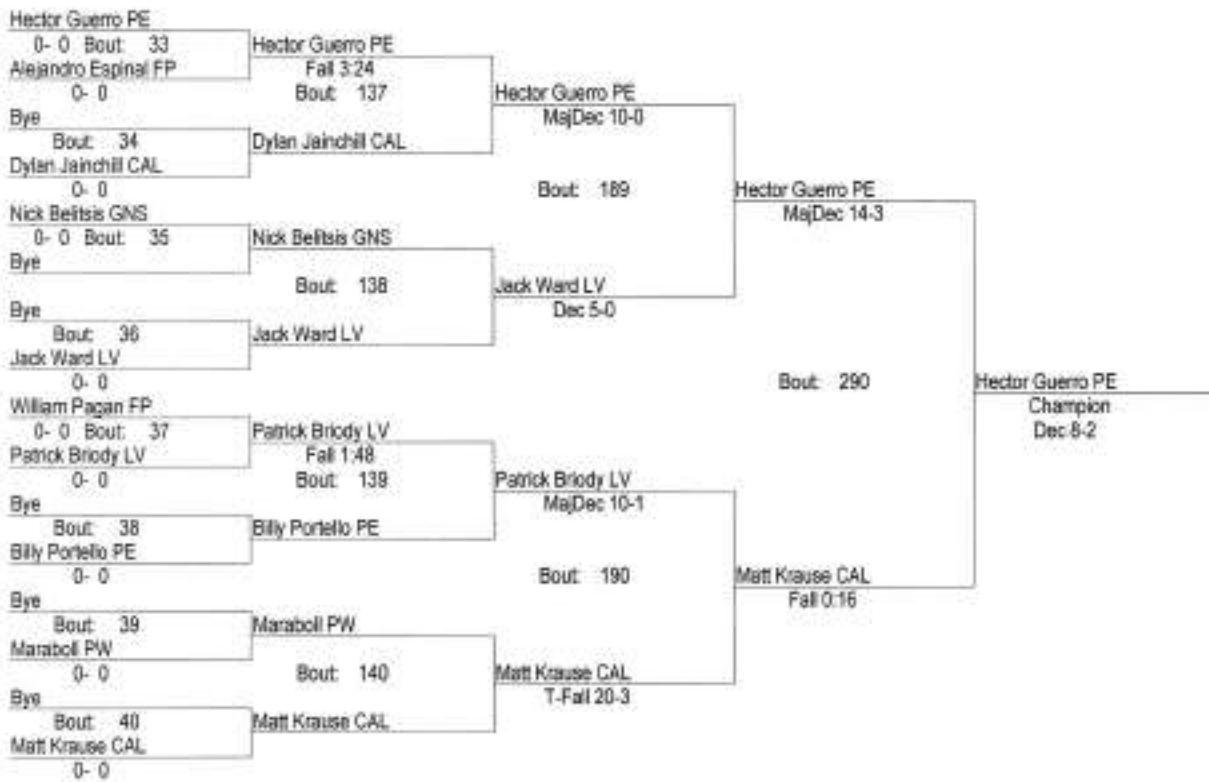 Hector Guerro PE
0- 0 Bout: 33
Alejandro Espinal FP
0- 0
Bye
Bout: 34
Dylan Jainchill CAL
0- 0
Nick Belitsis GNS
0- 0 Bout: 35
Bye
Bye
Bout: 36
Jack Ward LV
0- 0
William Pagan FP
0- 0 Bout: 37
Patrick Briody LV
0- 0
Bye
Bout: 38
Billy Portello PE
0- 0
Bye
Bout: 39
Maraboll PW
0- 0
Bye
Bout: 40
Matt Krause CAL
0- 0
Hector Guerro PE
Fall 3:24
Bout: 137
Dylan Jainchill CAL
Nick Belitsis GNS
Bout: 138
Jack Ward LV
Patrick Briody LV
Fall 1:48
Bout: 139
Billy Portello PE
Maraboll PW
Bout: 140
Matt Krause CAL
Hector Guerro PE
MajDec 10-0
Bout: 189
Jack Ward LV
Dec 5-0
Patrick Briody LV
MajDec 10-1
Bout: 190
Matt Krause CAL
T-Fall 20-3
Hector Guerro PE
MajDec 14-3
Bout: 290
Matt Krause CAL
Fall 0:16
Hector Guerro PE
Champion
Dec 8-2